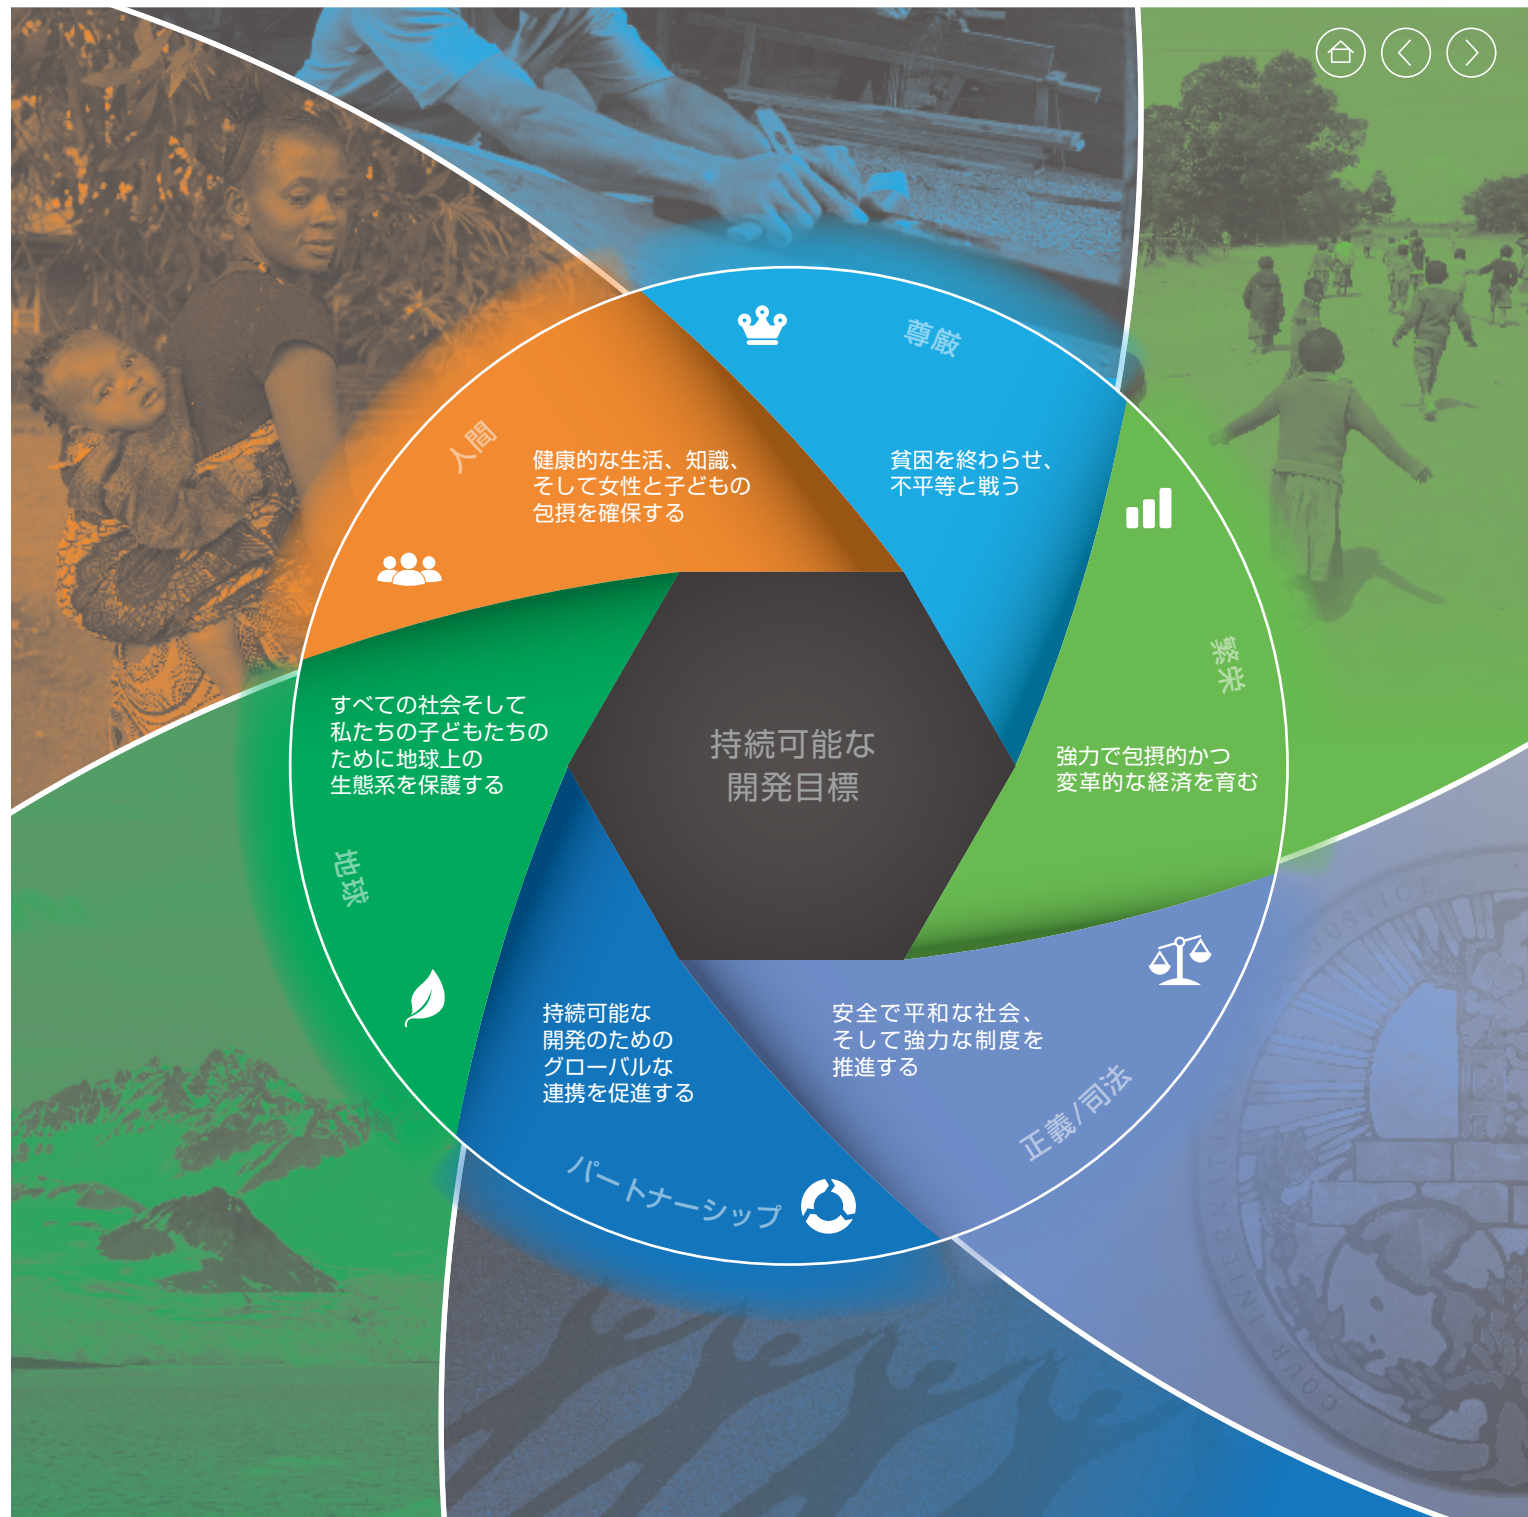 尊厳
貧困を終わらせ、
不平等と戦う
人間
健康的な生活、知識、
そして女性と子どもの
包摂を確保する
繁栄
強力で包摂的かつ
変革的な経済を育む
持続可能な
開発目標
すべての社会そして
私たちの子どもたちの
ために地球上の
生態系を保護する
地球
持続可能な
開発のための
グローバルな
連携を促進する
パートナーシップ
安全で平和な社会、
そして強力な制度を
推進する
正義/司法
JUSTICE
COUR INTERNATIONA